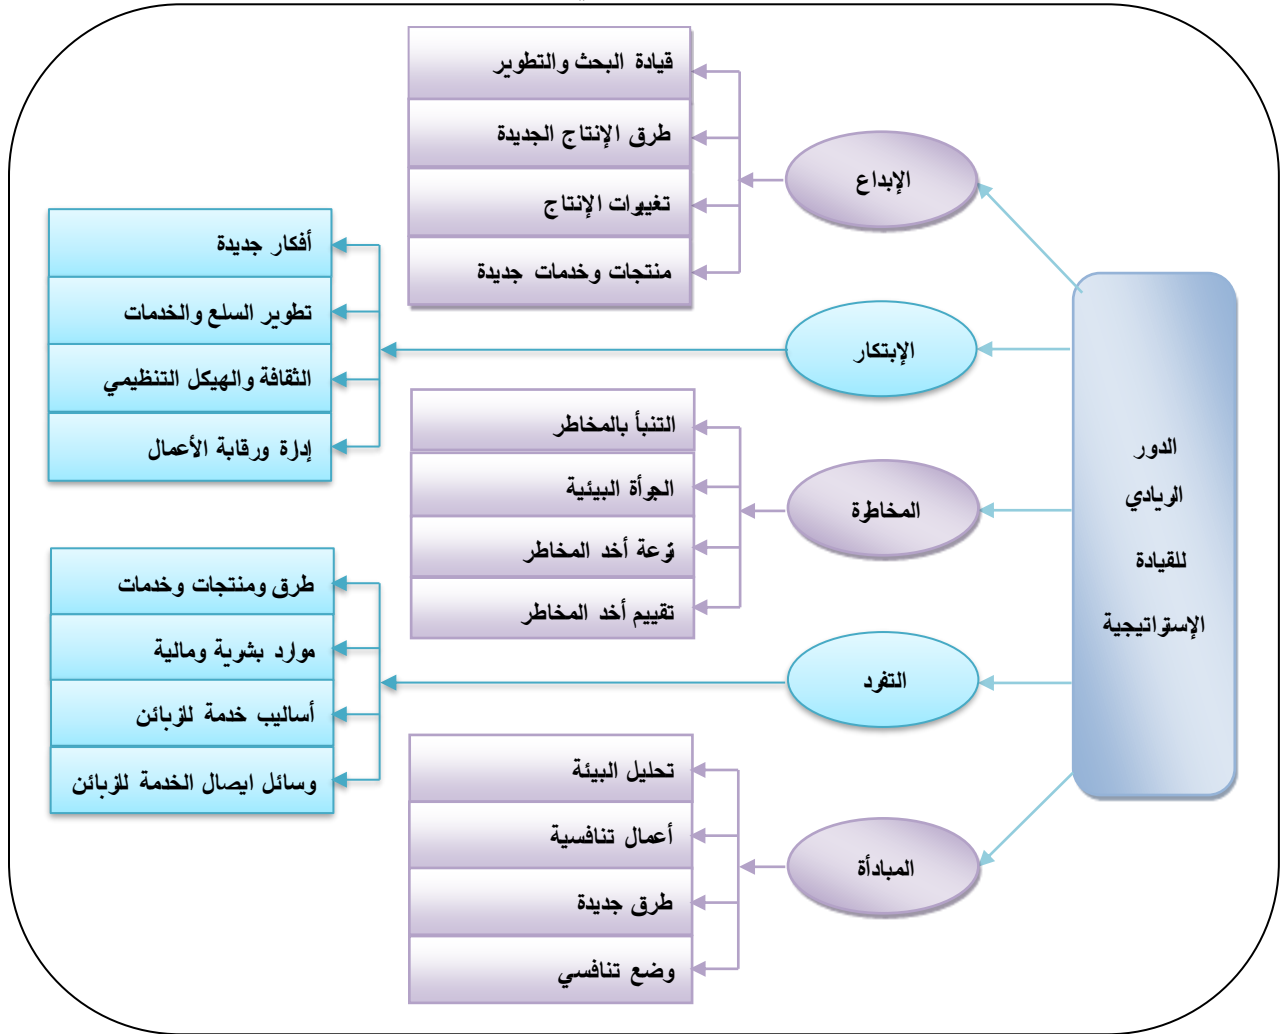 الدور
الريادي
للقيادة
الإستراتيجية
الإبداع
قيادة البحث والتطوير
طرق الإنتاج الجديدة
تغييرات الإنتاج
منتجات وخدمات جديدة
الإبتكار
أفكار جديدة
تطوير السلع والخدمات
الثقافة والهيكل التنظيمي
إدارة ورقابة الأعمال
المخاطرة
التنبأ بالمخاطر
الجرأة البيئية
نزعة أخد المخاطر
تقييم أخد المخاطر
التفرد
طرق ومنتجات وخدمات
موارد بشرية ومالية
أساليب خدمة للزبائن
وسائل ايصال الخدمة للزبائن
المبادأة
تحليل البيئة
أعمال تنافسية
طرق جديدة
وضع تنافسي